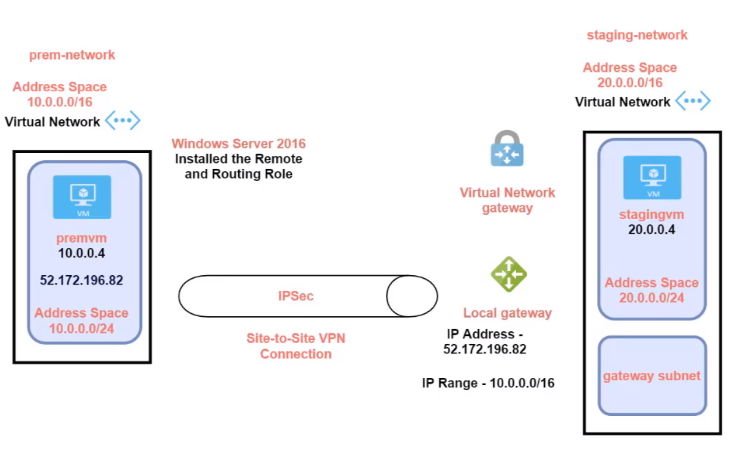 prem-network
Address Space
10.0.0.0/16
Virtual Network
VM
premvm
10.0.0.4
52.172.196.82
Address Space
10.0.0.0/24
Windows Server 2016
Installed the Remote
and Routing Role
IPSec
Site-to-Site VPN
Connection
Virtual Network
gateway
Local gateway
IP Address -
52.172.196.82
IP Range - 10.0.0.0/16
staging-network
Address Space
20.0.0.0/16
Virtual Network
VM
stagingvm
20.0.0.4
Address Space
20.0.0.0/24
gateway subnet